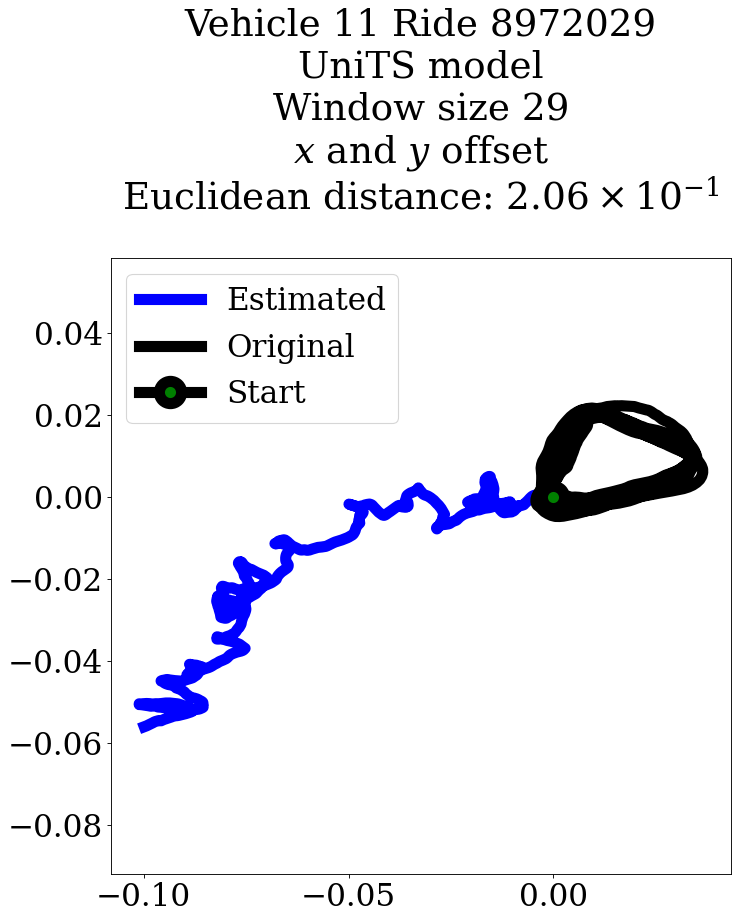 Vehicle 11 Ride 8972029
UniTS model
Window size 29
x and y offset
Euclidean distance: 2.06 × 10⁻¹
Estimated
Original
Start
0.04
0.02
0.00
−0.02
−0.04
−0.06
−0.08
−0.10
−0.05
0.00